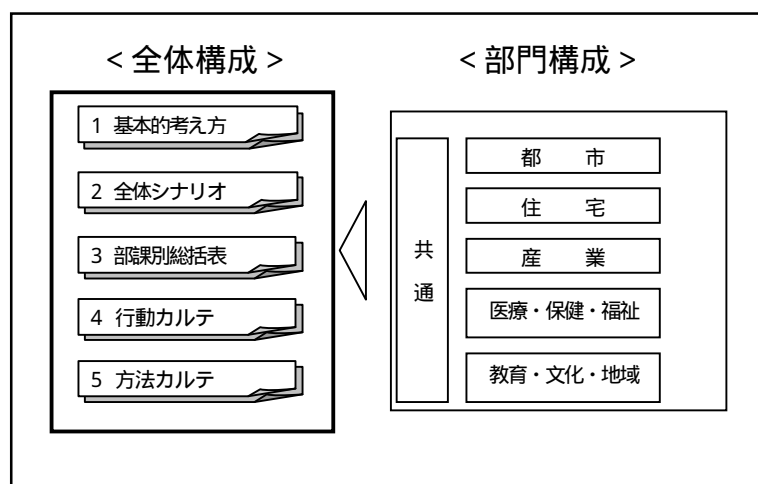 <全体構成>
1 基本的考え方
2 全体シナリオ
3 部課別総括表
4 行動カルテ
5 方法カルテ
<部門構成>
共通
都 市
住 宅
産 業
医療・保健・福祉
教育・文化・地域